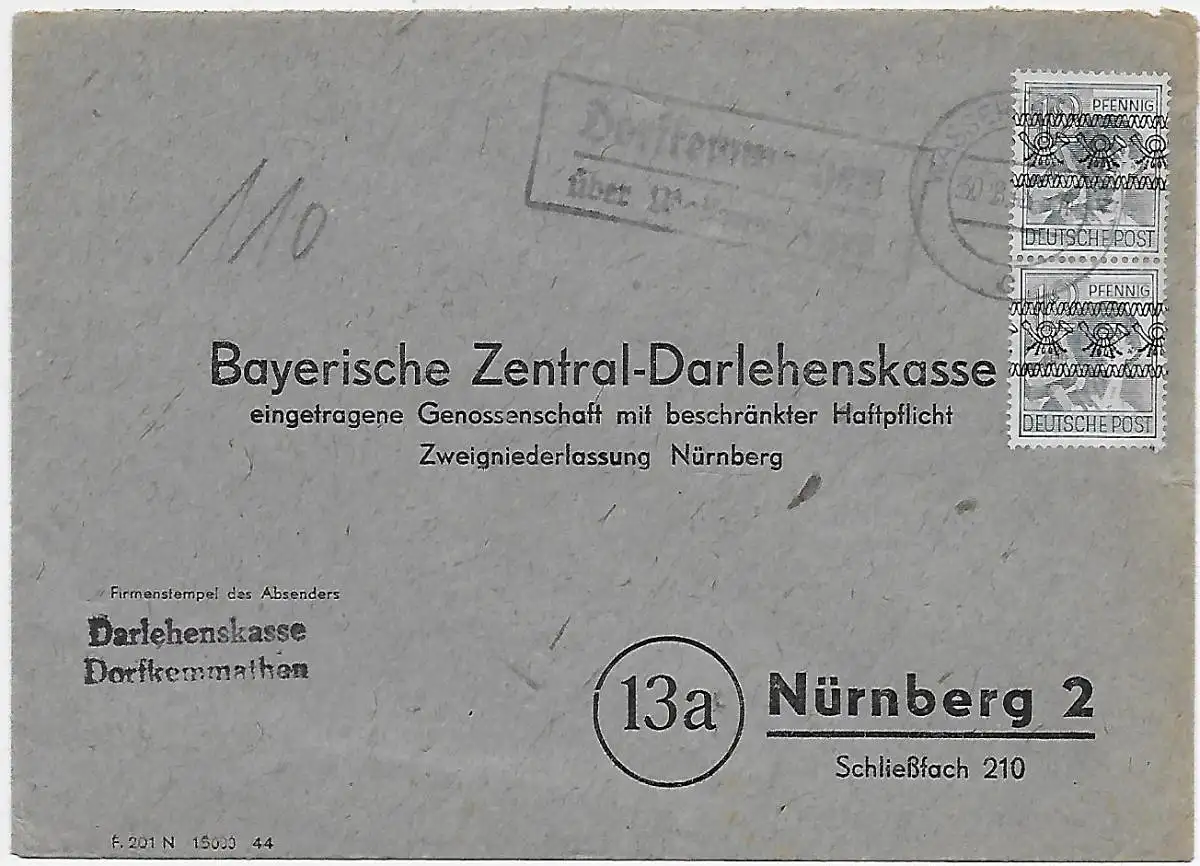 110
über
PFENNIG
DEUTSCHE POST
PFENNIG
DEUTSCHE POST
Bayerische Zentral-Darlehenskasse
eingetragene Genossenschaft mit beschränkter Haftpflicht
Zweigniederlassung Nürnberg
Firmenstempel des Absenders
Darlehenskasse
Dorfkemmathen
13a
Nürnberg 2
Schließfach 210
F. 201 N 15000 44